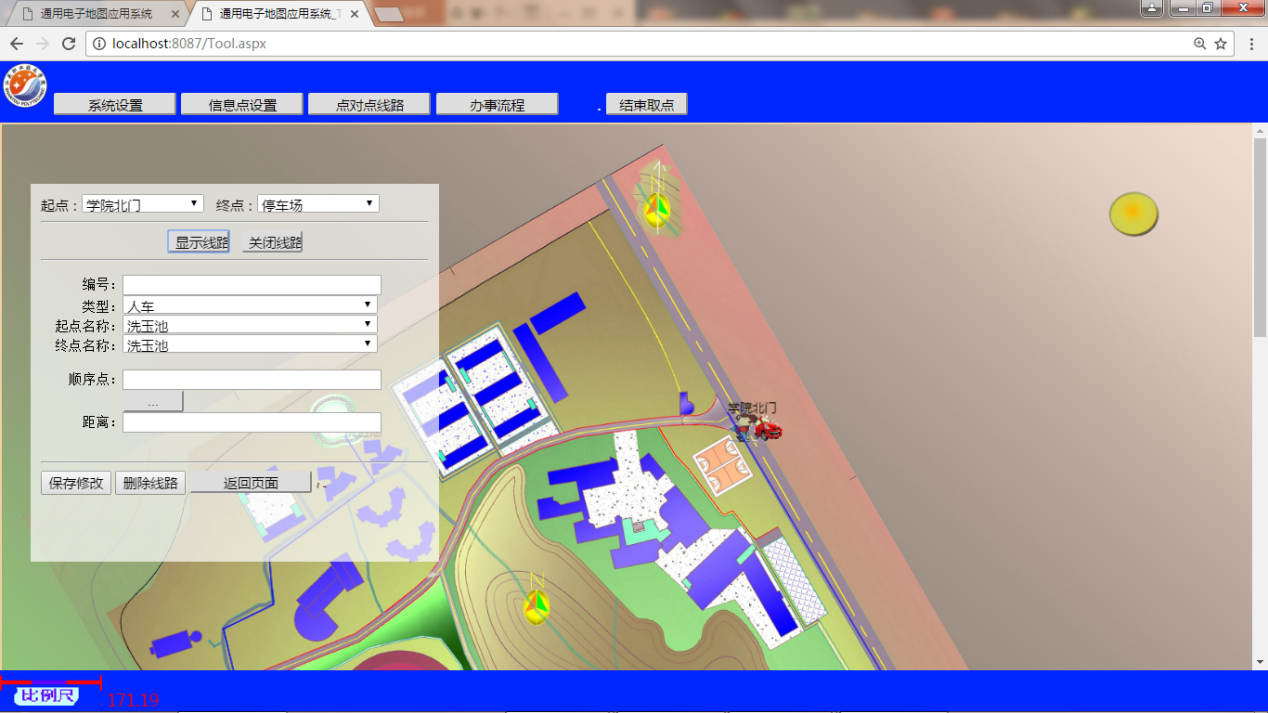 通用电子地图应用系统
通用电子地图应用系统_T
localhost:8087/Tool.aspx
系统设置 信息点设置 点对点线路 办事流程 . 结束取点
起点：学院北门 终点：停车场
显示线路 关闭线路
编号：
类型：人车
起点名称：洗玉池
终点名称：洗玉池
顺序点：
...
距离：
保存修改 删除线路 返回页面
学院北门
N
N
比例尺
: 171.19